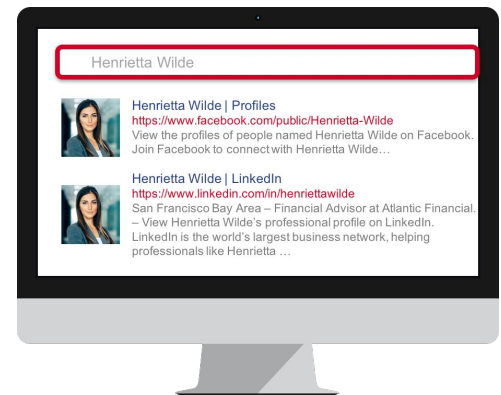 Henrietta Wilde
Henrietta Wilde | Profiles
https://www.facebook.com/public/Henrietta-Wilde
View the profiles of people named Henrietta Wilde on Facebook.
Join Facebook to connect with Henrietta Wilde…
Henrietta Wilde | LinkedIn
https://www.linkedin.com/in/henriettawilde
San Francisco Bay Area – Financial Advisor at Atlantic Financial.
– View Henrietta Wilde's professional profile on LinkedIn.
LinkedIn is the world's largest business network, helping
professionals like Henrietta …